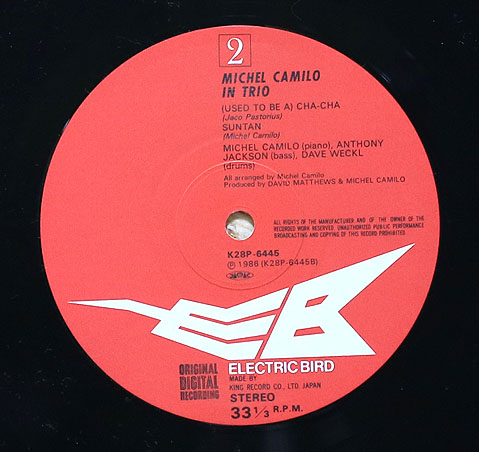 2
MICHEL CAMILO
IN TRIO
(USED TO BE A) CHA-CHA
(Jaco Pastorius)
SUNTAN
(Michel Camilo)
MICHEL CAMILO (piano), ANTHONY
JACKSON (bass), DAVE WECKL
(drums)
All arranged by Michel Camilo
Produced by DAVID MATTHEWS & MICHEL CAMILO
ALL RIGHTS OF THE MANUFACTURER AND OF THE OWNER OF THE
RECORDED WORK RESERVED. UNAUTHORIZED PUBLIC PERFORMANCE
BROADCASTING AND COPYING OF THIS RECORD PROHIBITED.
K28P-6445
Ⓟ 1986 (K28P-6445B)
JASRAC
EB
ELECTRIC BIRD
ORIGINAL
DIGITAL
RECORDING
MADE BY
KING RECORD CO., LTD. JAPAN
STEREO
33 1/3 R.P.M.